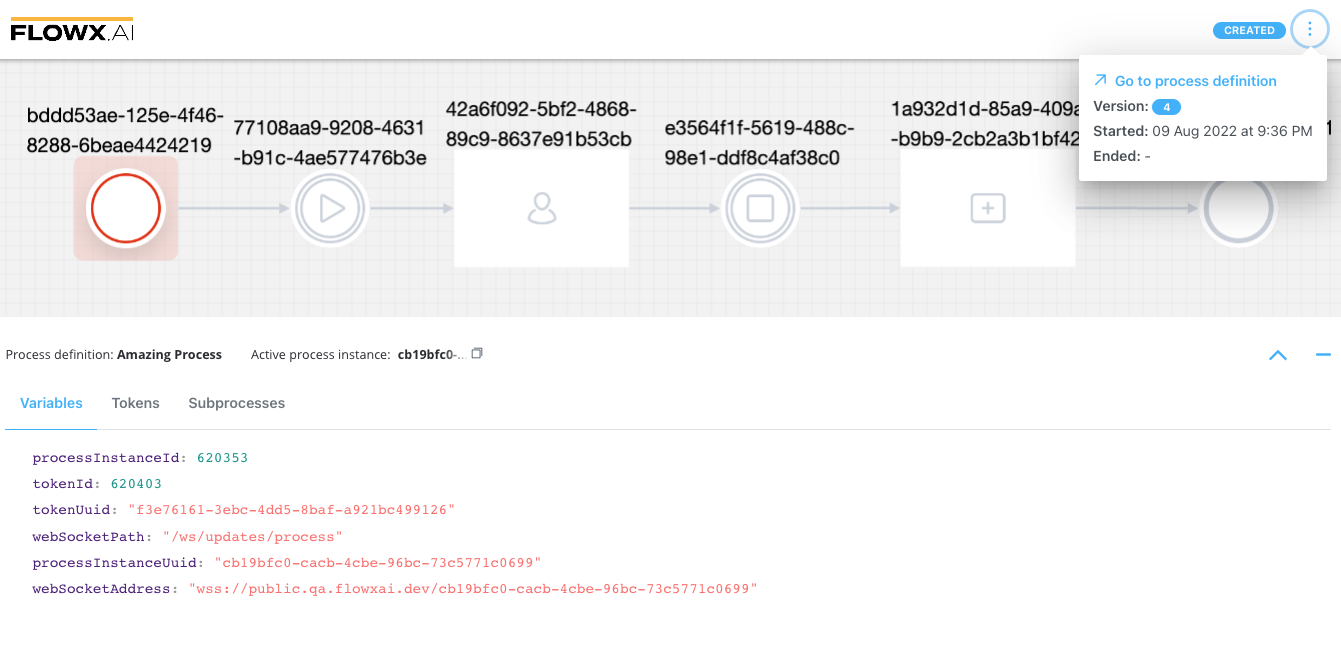 FLOWX.AI
CREATED
Go to process definition
Version: 4
Started: 09 Aug 2022 at 9:36 PM
Ended: -
bddd53ae-125e-4f46-
8288-6beae4424219
77108aa9-9208-4631
-b91c-4ae577476b3e
42a6f092-5bf2-4868-
89c9-8637e91b53cb
e3564f1f-5619-488c-
98e1-ddf8c4af38c0
1a932d1d-85a9-409a
-b9b9-2cb2a3b1bf42
1
Process definition: Amazing Process Active process instance: cb19bfc0-...
Variables Tokens Subprocesses
processInstanceId: 620353
tokenId: 620403
tokenUuid: "f3e76161-3ebc-4dd5-8baf-a921bc499126"
webSocketPath: "/ws/updates/process"
processInstanceUuid: "cb19bfc0-cacb-4cbe-96bc-73c5771c0699"
webSocketAddress: "wss://public.qa.flowxai.dev/cb19bfc0-cacb-4cbe-96bc-73c5771c0699"